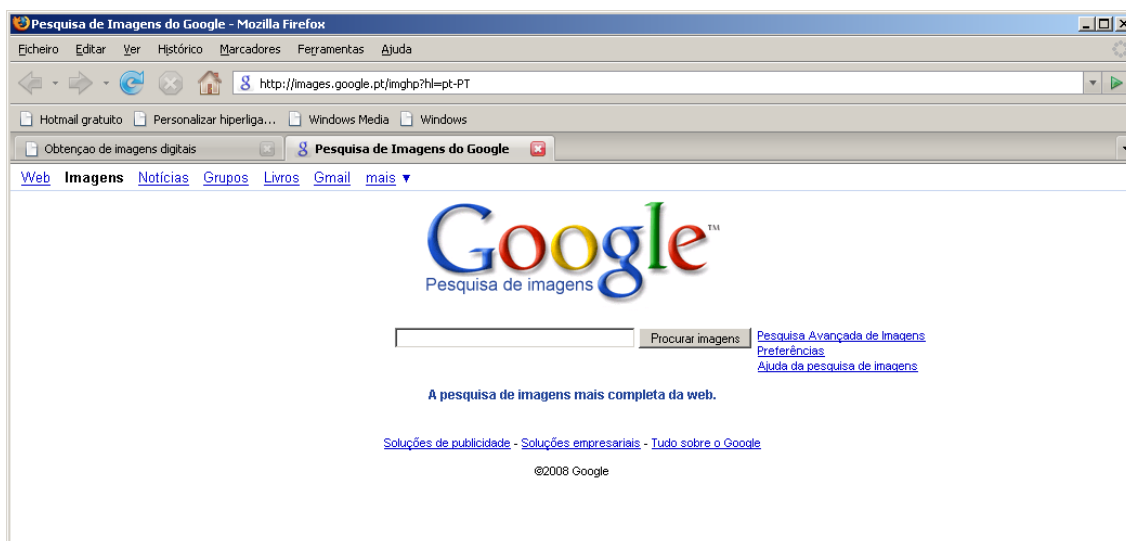 Pesquisa de Imagens do Google - Mozilla Firefox
Ficheiro Editar Ver Histórico Marcadores Ferramentas Ajuda
http://images.google.pt/imghp?hl=pt-PT
Hotmail gratuito Personalizar hiperliga... Windows Media Windows
Obtençao de imagens digitais Pesquisa de Imagens do Google
Web Imagens Notícias Grupos Livros Gmail mais ▼
Google™
Pesquisa de imagens
Procurar imagens Pesquisa Avançada de Imagens
Preferências
Ajuda da pesquisa de imagens
A pesquisa de imagens mais completa da web.
Soluções de publicidade - Soluções empresariais - Tudo sobre o Google
©2008 Google